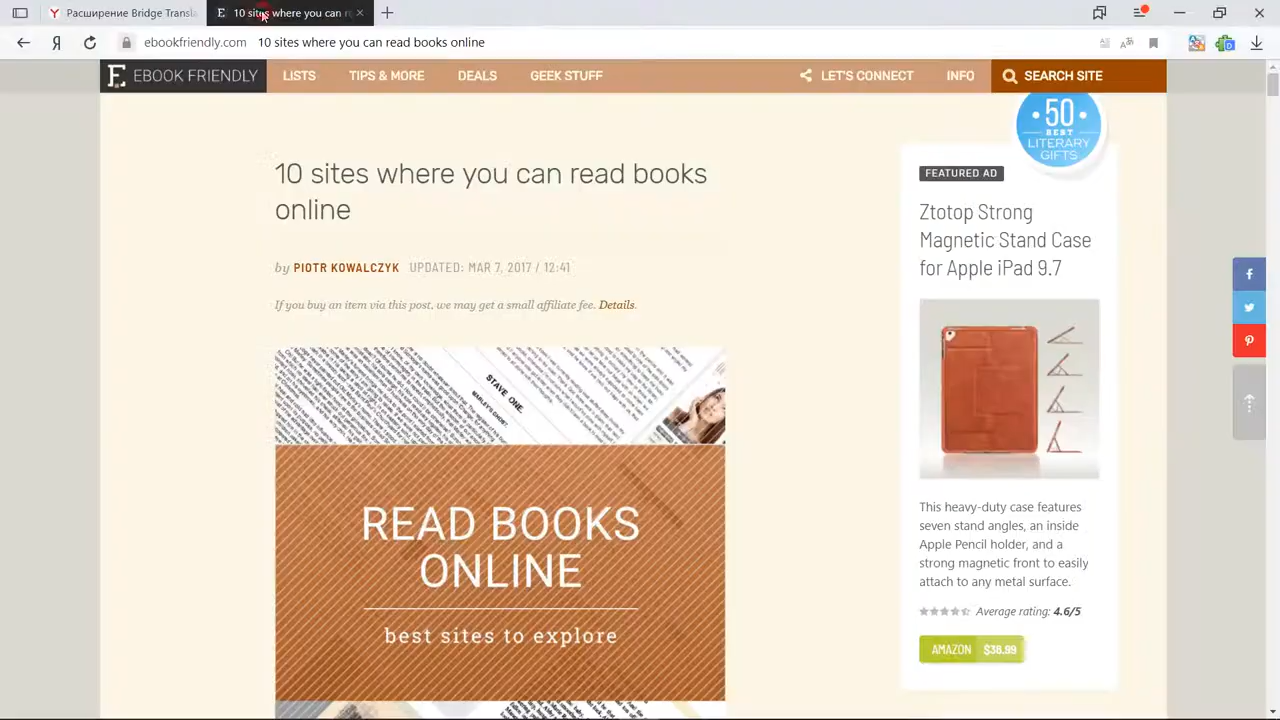 Расширение Bridge Transl
E 10 sites where you can r
Я ebookfriendly.com 10 sites where you can read books online
EBOOK FRIENDLY LISTS TIPS & MORE DEALS GEEK STUFF LET'S CONNECT INFO SEARCH SITE
50
BEST
LITERARY
GIFTS
10 sites where you can read books
online
by PIOTR KOWALCZYK UPDATED: MAR 7, 2017 / 12:41
If you buy an item via this post, we may get a small affiliate fee. Details.
STAVE ONE.
MARLEY'S GHOST.
READ BOOKS
ONLINE
best sites to explore
FEATURED AD
Ztotop Strong
Magnetic Stand Case
for Apple iPad 9.7
This heavy-duty case features
seven stand angles, an inside
Apple Pencil holder, and a
strong magnetic front to easily
attach to any metal surface.
Average rating: 4.6/5
AMAZON $38.99